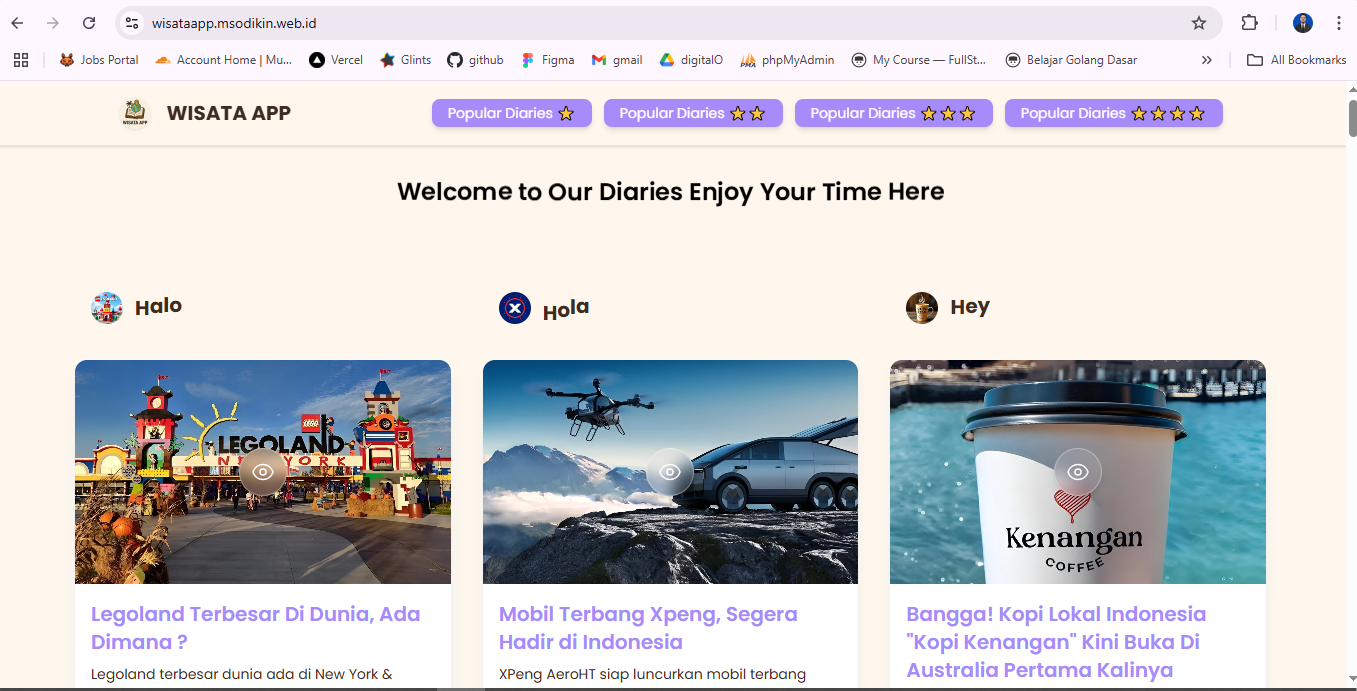 wisataapp.msodikin.web.id
Jobs Portal Account Home | Mu... Vercel Glints github Figma gmail digitalO phpMyAdmin My Course — FullSt... Belajar Golang Dasar » All Bookmarks
WISATA APP
WISATA APP Popular Diaries ⭐ Popular Diaries ⭐⭐ Popular Diaries ⭐⭐⭐ Popular Diaries ⭐⭐⭐⭐
Welcome to Our Diaries Enjoy Your Time Here
Halo
Hola
Hey
LEGO
LEGOLAND
NEW YORK
Kenangan
COFFEE
Legoland Terbesar Di Dunia, Ada
Dimana ?
Legoland terbesar dunia ada di New York &
Mobil Terbang Xpeng, Segera
Hadir di Indonesia
XPeng AeroHT siap luncurkan mobil terbang
Bangga! Kopi Lokal Indonesia
"Kopi Kenangan" Kini Buka Di
Australia Pertama Kalinya